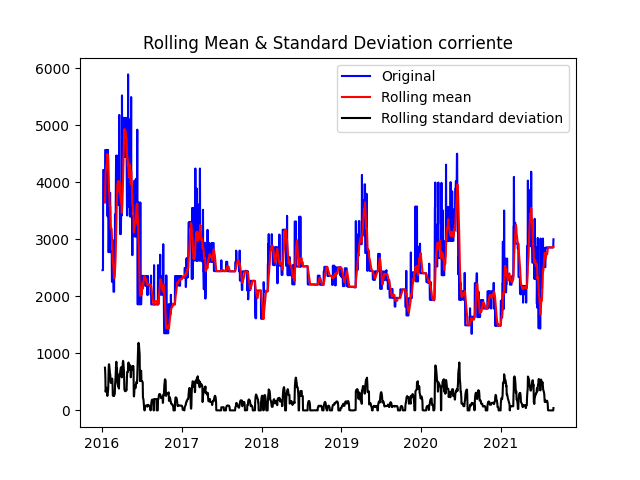 Rolling Mean & Standard Deviation corriente
Original
Rolling mean
Rolling standard deviation
6000
5000
4000
3000
2000
1000
0
2016 2017 2018 2019 2020 2021